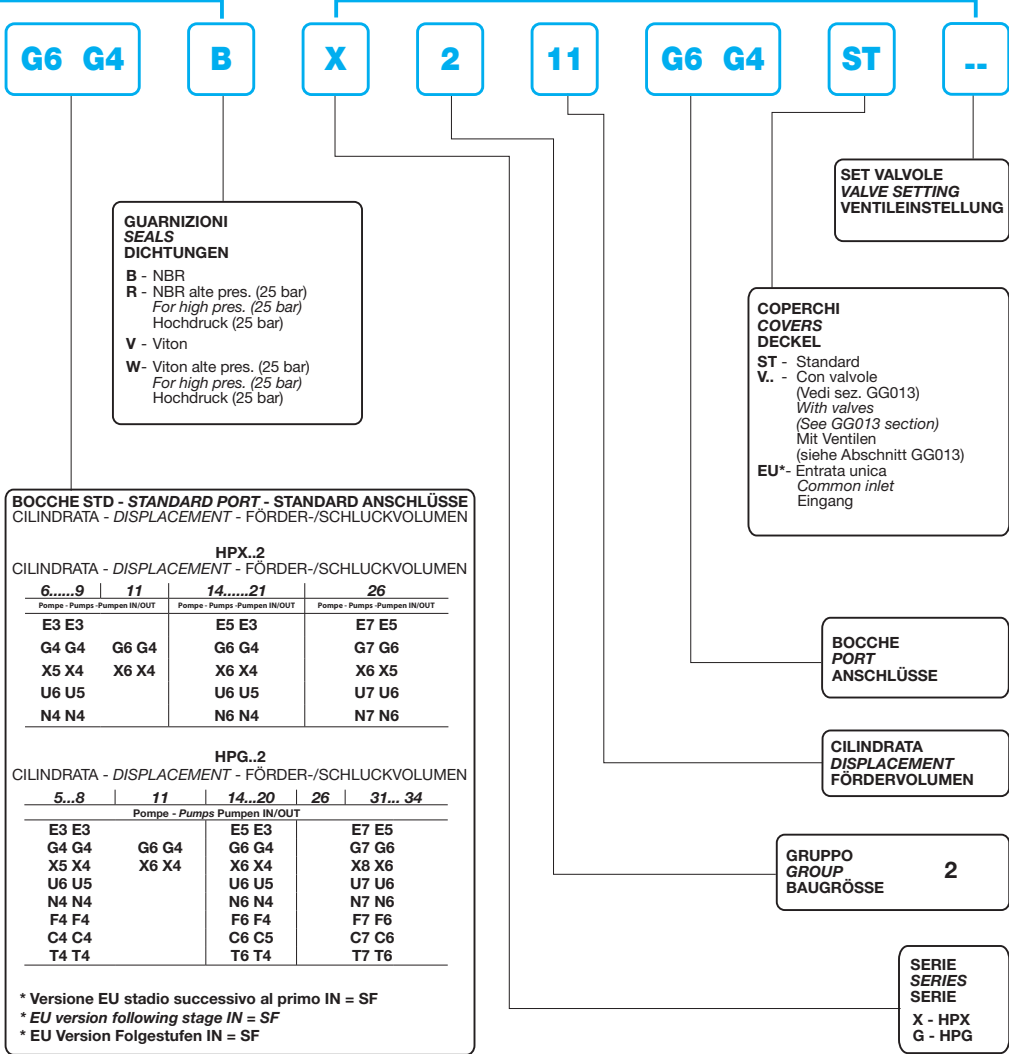 G6 G4 B X 2 11 G6 G4 ST --
SET VALVOLE
VALVE SETTING
VENTILEINSTELLUNG
GUARNIZIONI
SEALS
DICHTUNGEN
B - NBR
R - NBR alte pres. (25 bar)
For high pres. (25 bar)
Hochdruck (25 bar)
V - Viton
W- Viton alte pres. (25 bar)
For high pres. (25 bar)
Hochdruck (25 bar)
COPERCHI
COVERS
DECKEL
ST - Standard
V.. - Con valvole
(Vedi sez. GG013)
With valves
(See GG013 section)
Mit Ventilen
(siehe Abschnitt GG013)
EU*- Entrata unica
Common inlet
Eingang
BOCCHE STD - STANDARD PORT - STANDARD ANSCHLÜSSE
CILINDRATA - DISPLACEMENT - FÖRDER-/SCHLUCKVOLUMEN
HPX..2
CILINDRATA - DISPLACEMENT - FÖRDER-/SCHLUCKVOLUMEN
6......9 11 14......21 26
Pompe - Pumps -Pumpen IN/OUT Pompe - Pumps -Pumpen IN/OUT Pompe - Pumps -Pumpen IN/OUT
E3 E3 E5 E3 E7 E5
G4 G4 G6 G4 G6 G4 G7 G6
X5 X4 X6 X4 X6 X4 X6 X5
U6 U5 U6 U5 U7 U6
N4 N4 N6 N4 N7 N6
HPG..2
CILINDRATA - DISPLACEMENT - FÖRDER-/SCHLUCKVOLUMEN
5...8 11 14...20 26 31... 34
Pompe - Pumps Pumpen IN/OUT
E3 E3 E5 E3 E7 E5
G4 G4 G6 G4 G6 G4 G7 G6
X5 X4 X6 X4 X6 X4 X8 X6
U6 U5 U6 U5 U7 U6
N4 N4 N6 N4 N7 N6
F4 F4 F6 F4 F7 F6
C4 C4 C6 C5 C7 C6
T4 T4 T6 T4 T7 T6
* Versione EU stadio successivo al primo IN = SF
* EU version following stage IN = SF
* EU Version Folgestufen IN = SF
BOCCHE
PORT
ANSCHLÜSSE
CILINDRATA
DISPLACEMENT
FÖRDERVOLUMEN
GRUPPO
GROUP 2
BAUGRÖSSE
SERIE
SERIES
SERIE
X - HPX
G - HPG